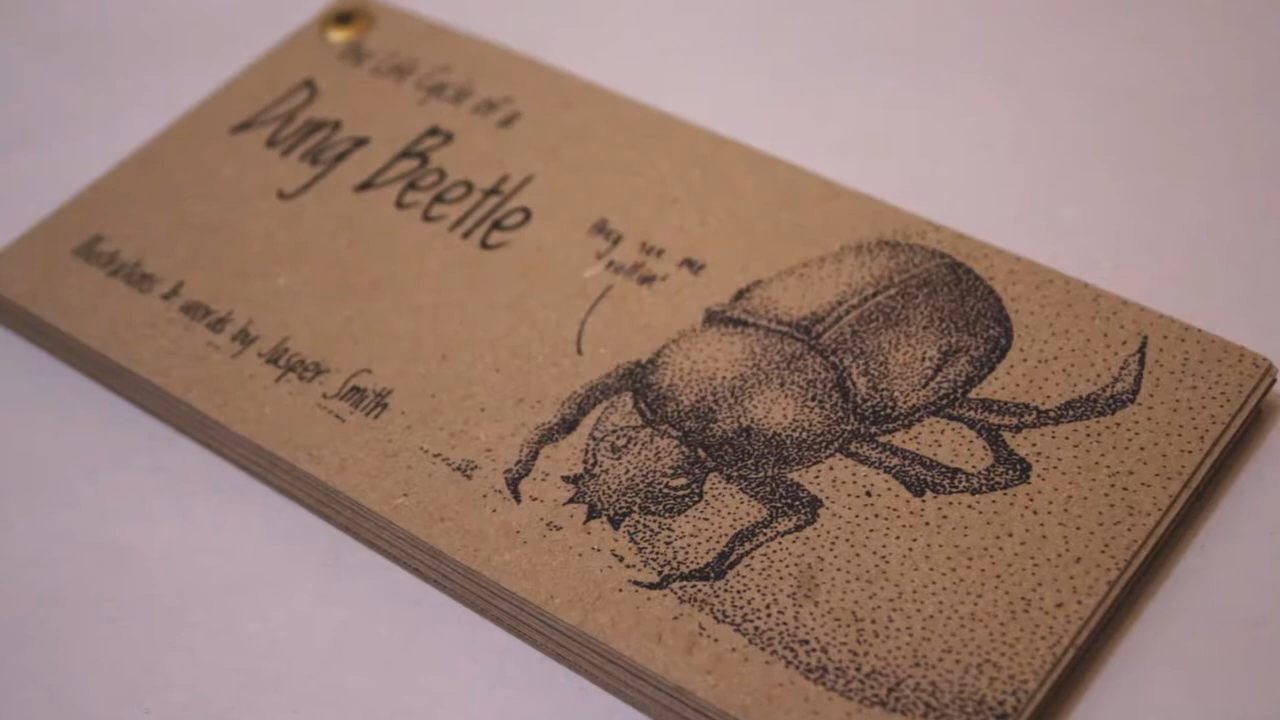 The Life Cycle of a
Dung Beetle
they see me
rollin'
illustrations & words by Jasper Smith